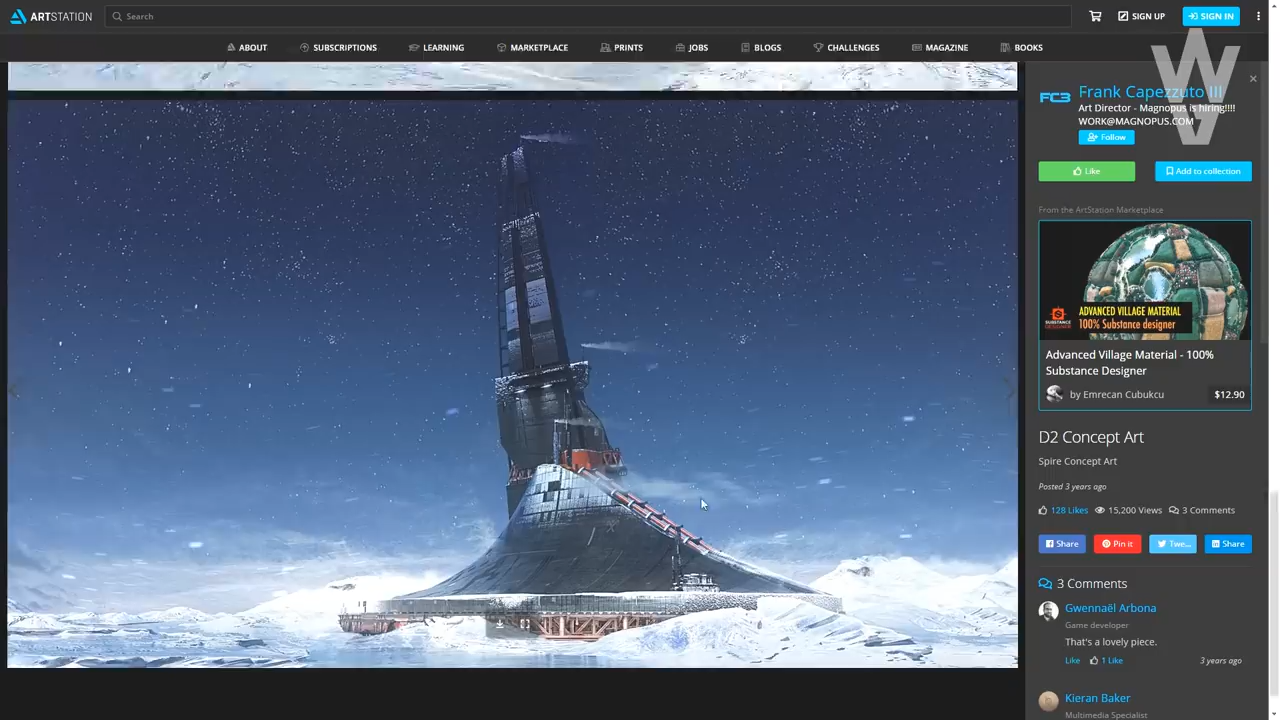 ARTSTATION
Search
SIGN UP
SIGN IN
ABOUT
SUBSCRIPTIONS
LEARNING
MARKETPLACE
PRINTS
JOBS
BLOGS
CHALLENGES
MAGAZINE
BOOKS
FC3
Frank Capezzuto III
Art Director - Magnopus is hiring!!!!
WORK@MAGNOPUS.COM
Follow
Like
Add to collection
From the ArtStation Marketplace
SUBSTANCE
DESIGNER
ADVANCED VILLAGE MATERIAL
100% Substance designer
Advanced Village Material - 100%
Substance Designer
by Emrecan Cubukcu
$12.90
D2 Concept Art
Spire Concept Art
Posted 3 years ago
128 Likes 15,200 Views 3 Comments
Share
Pin it
Twe...
Share
3 Comments
Gwennaël Arbona
Game developer
That's a lovely piece.
Like 1 Like 3 years ago
Kieran Baker
Multimedia Specialist